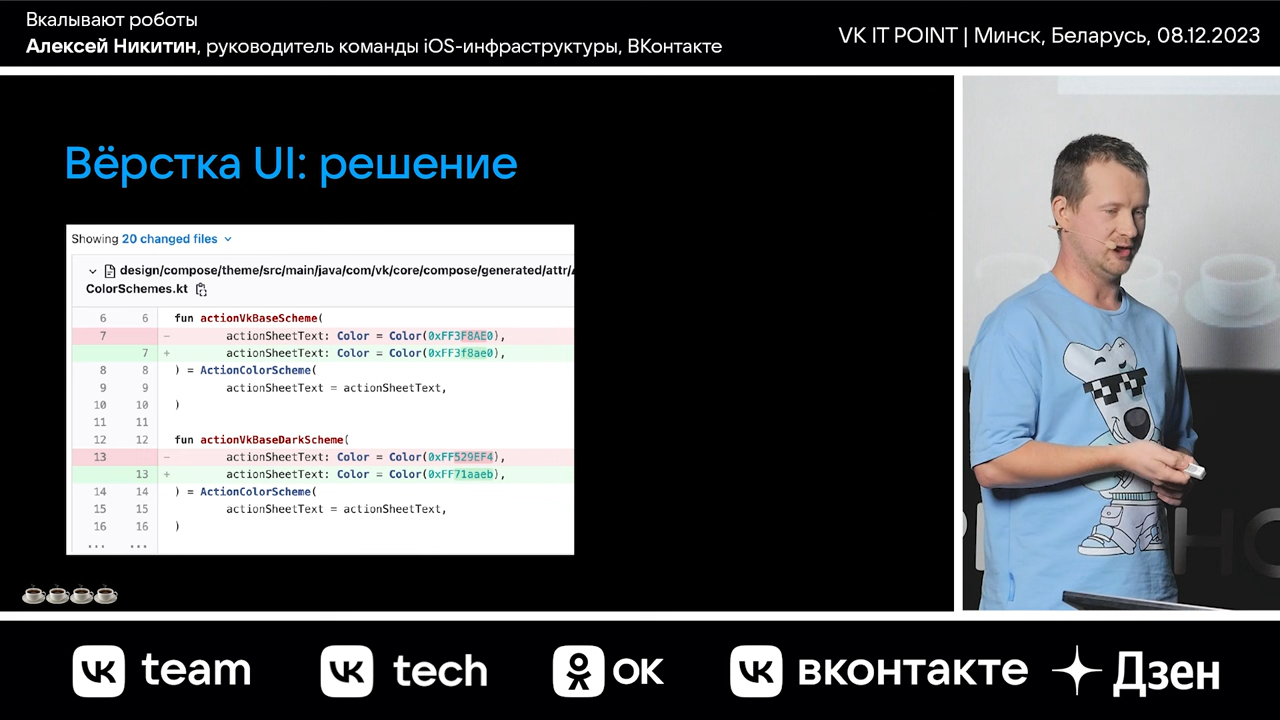 Вкалывают роботы
Алексей Никитин, руководитель команды iOS-инфраструктуры, ВКонтакте
VK IT POINT | Минск, Беларусь, 08.12.2023
Вёрстка UI: решение
Showing 20 changed files
design/compose/theme/src/main/java/com/vk/core/compose/generated/attr/
ColorSchemes.kt
6 6 fun actionVkBaseScheme(
7 - actionSheetText: Color = Color(0xFF3F8AE0),
7 + actionSheetText: Color = Color(0xFF3f8ae0),
8 8 ) = ActionColorScheme(
9 9 actionSheetText = actionSheetText,
10 10 )
11 11
12 12 fun actionVkBaseDarkScheme(
13 - actionSheetText: Color = Color(0xFF529EF4),
13 + actionSheetText: Color = Color(0xFF71aaeb),
14 14 ) = ActionColorScheme(
15 15 actionSheetText = actionSheetText,
16 16 )
... ...
VK team
VK tech
OK
VK вконтакте
Дзен